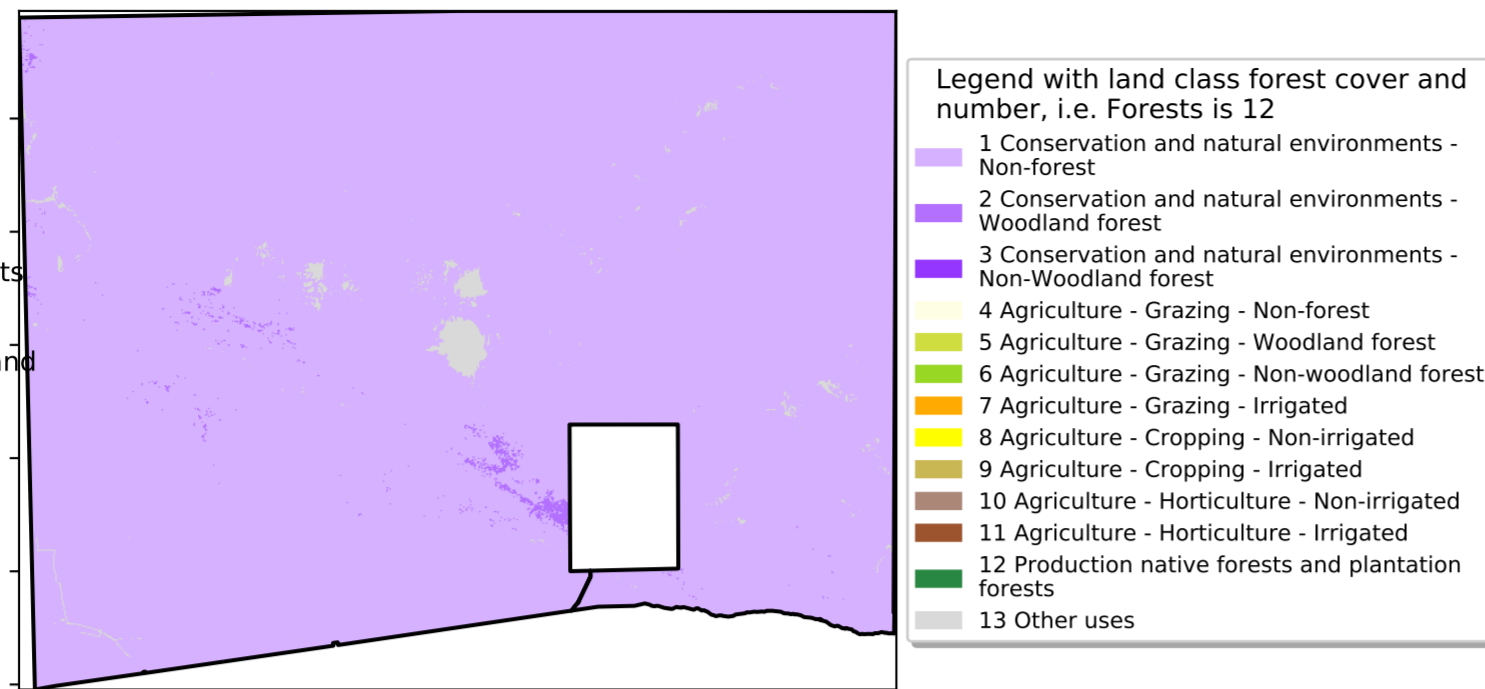 Legend with land class forest cover and
number, i.e. Forests is 12
1 Conservation and natural environments -
Non-forest
2 Conservation and natural environments -
Woodland forest
3 Conservation and natural environments -
Non-Woodland forest
4 Agriculture - Grazing - Non-forest
5 Agriculture - Grazing - Woodland forest
6 Agriculture - Grazing - Non-woodland forest
7 Agriculture - Grazing - Irrigated
8 Agriculture - Cropping - Non-irrigated
9 Agriculture - Cropping - Irrigated
10 Agriculture - Horticulture - Non-irrigated
11 Agriculture - Horticulture - Irrigated
12 Production native forests and plantation
forests
13 Other uses